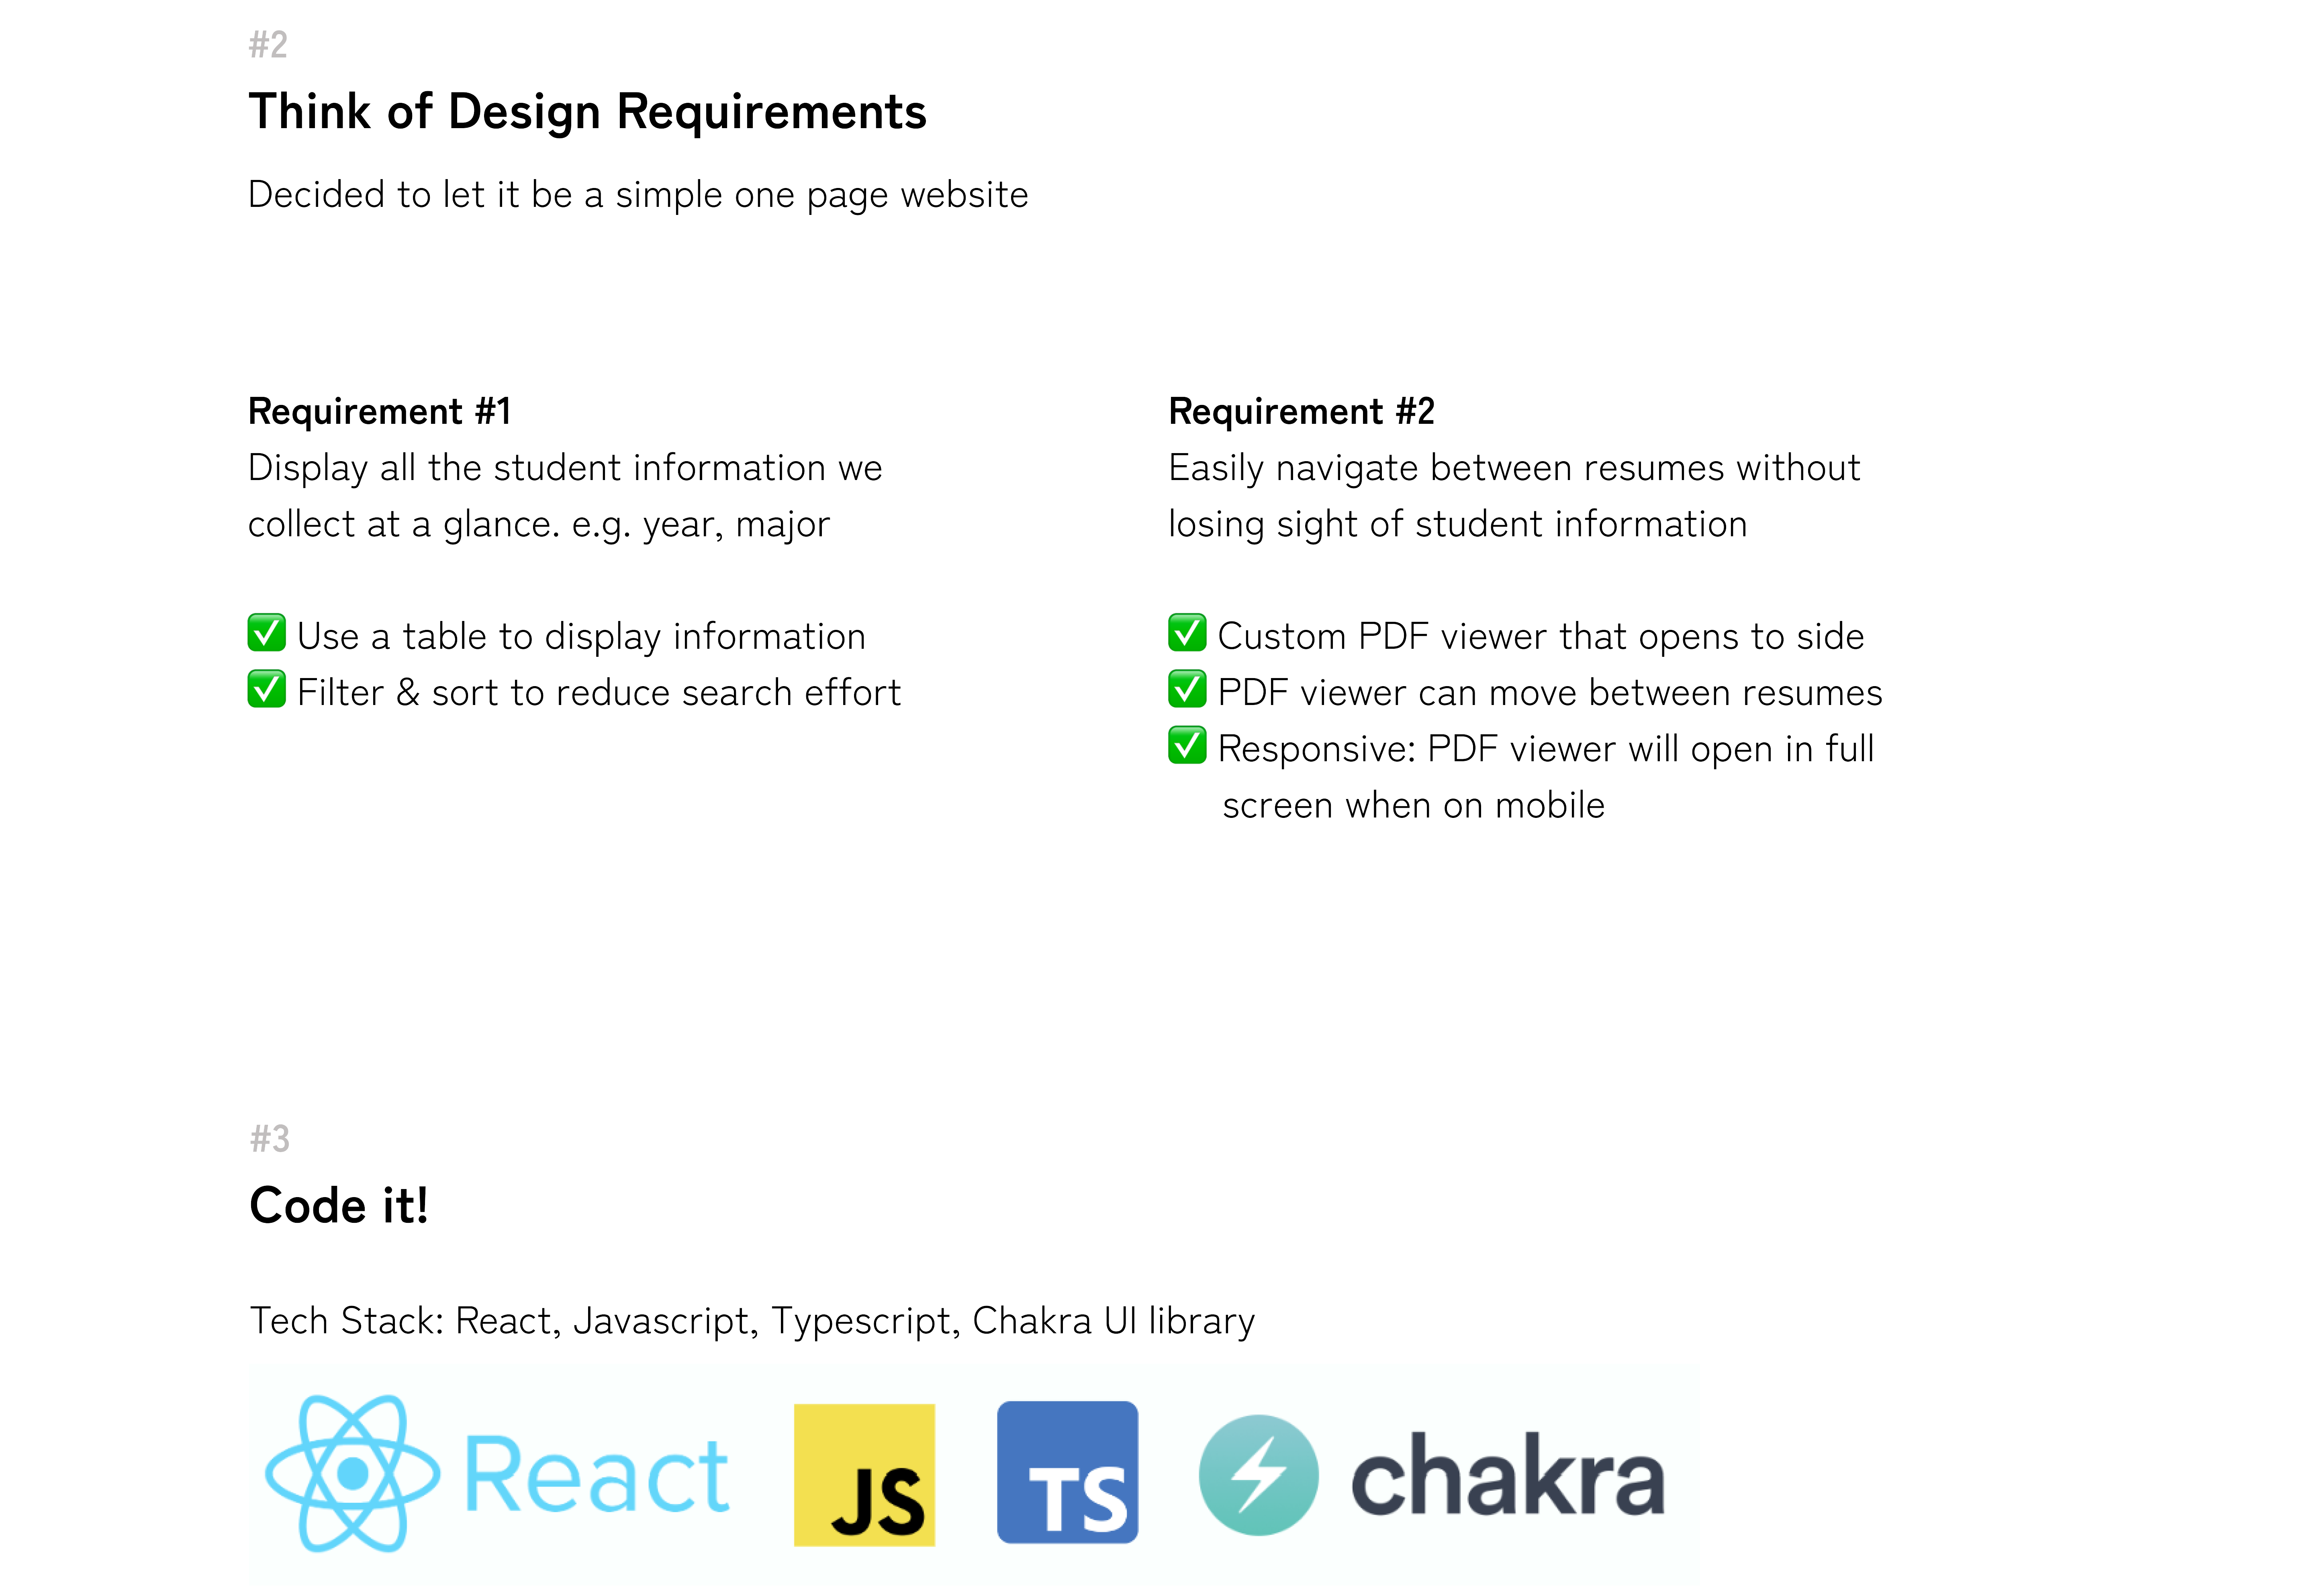 #2
Think of Design Requirements
Decided to let it be a simple one page website
Requirement #1
Display all the student information we
collect at a glance. e.g. year, major
✅ Use a table to display information
✅ Filter & sort to reduce search effort
Requirement #2
Easily navigate between resumes without
losing sight of student information
✅ Custom PDF viewer that opens to side
✅ PDF viewer can move between resumes
✅ Responsive: PDF viewer will open in full
screen when on mobile
#3
Code it!
Tech Stack: React, Javascript, Typescript, Chakra UI library
React JS TS chakra